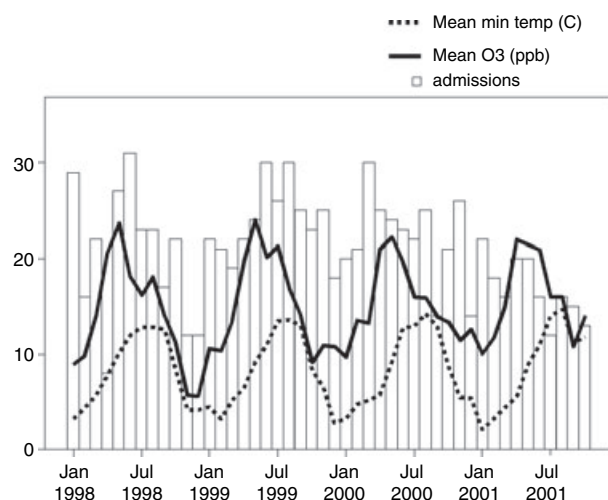 Mean min temp (C)
Mean O3 (ppb)
admissions
30
20
10
0
Jan Jul Jan Jul Jan Jul Jan Jul
1998 1998 1999 1999 2000 2000 2001 2001